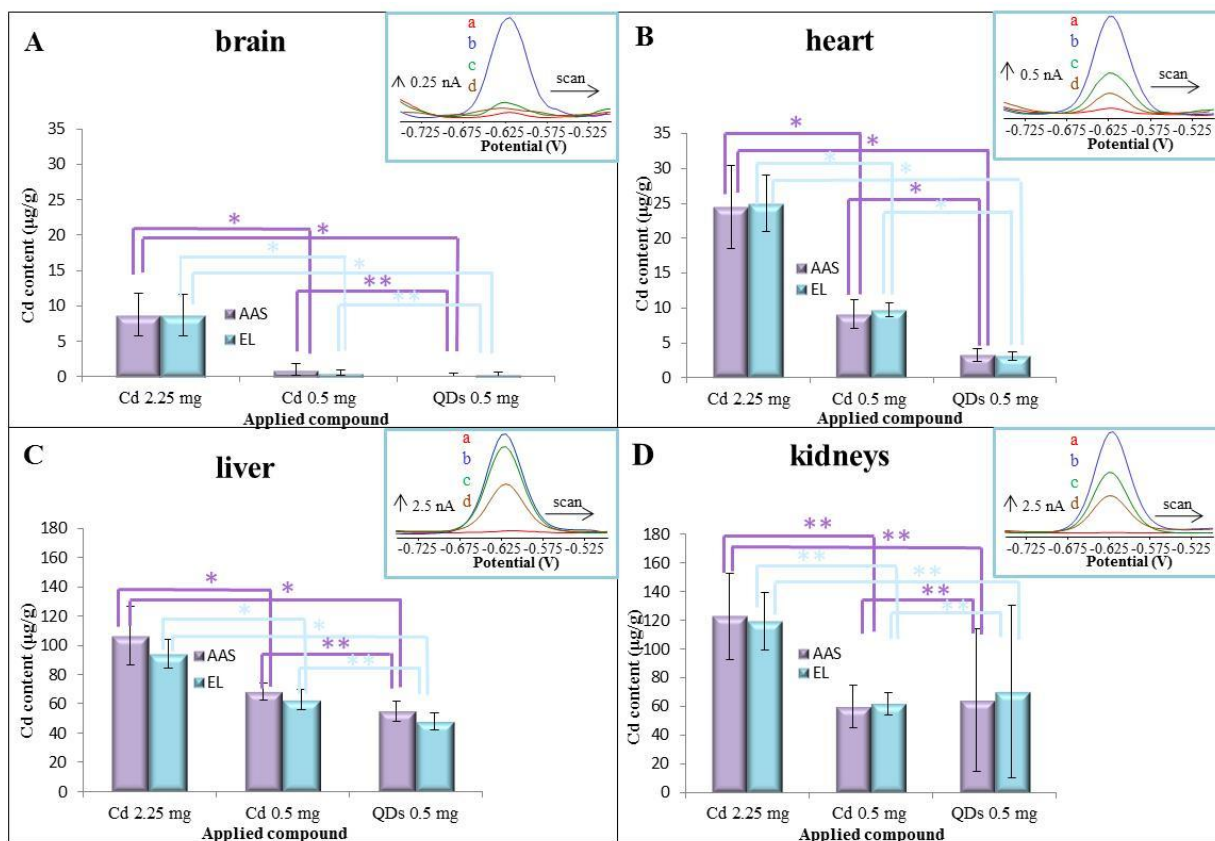 A
brain
a
b
c
d
0.25 nA
scan
-0.725 -0.675 -0.625 -0.575 -0.525
Potential (V)
Cd content (µg/g)
35
30
25
20
15
10
5
0
* * * * ** **
AAS
EL
Cd 2.25 mg Cd 0.5 mg QDs 0.5 mg
Applied compound
B
heart
a
b
c
d
0.5 nA
scan
-0.725 -0.675 -0.625 -0.575 -0.525
Potential (V)
Cd content (µg/g)
35
30
25
20
15
10
5
0
* * * * * *
AAS
EL
Cd 2.25 mg Cd 0.5 mg QDs 0.5 mg
Applied compound
C
liver
a
b
c
d
2.5 nA
scan
-0.725 -0.675 -0.625 -0.575 -0.525
Potential (V)
Cd content (µg/g)
180
160
140
120
100
80
60
40
20
0
* * * * ** **
AAS
EL
Cd 2.25 mg Cd 0.5 mg QDs 0.5 mg
Applied compound
D
kidneys
a
b
c
d
2.5 nA
scan
-0.725 -0.675 -0.625 -0.575 -0.525
Potential (V)
Cd content (µg/g)
180
160
140
120
100
80
60
40
20
0
** ** ** ** ** **
AAS
EL
Cd 2.25 mg Cd 0.5 mg QDs 0.5 mg
Applied compound